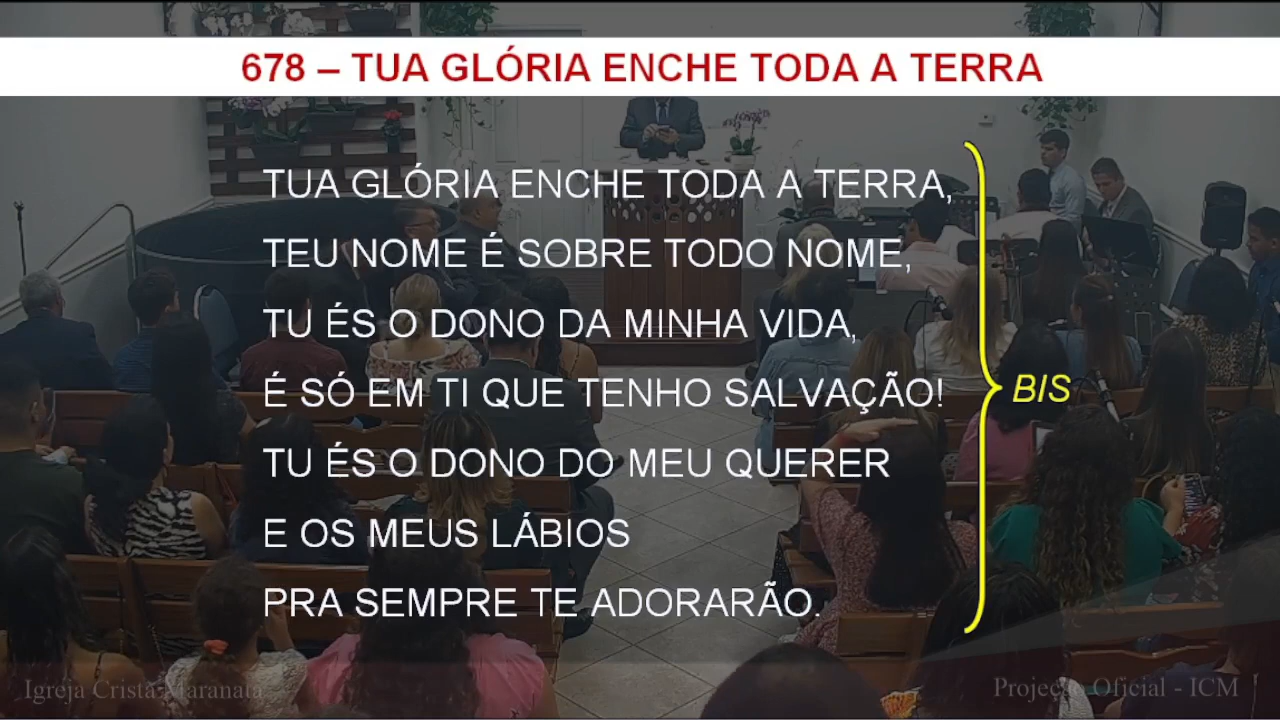 678 – TUA GLÓRIA ENCHE TODA A TERRA
TUA GLÓRIA ENCHE TODA A TERRA,
TEU NOME É SOBRE TODO NOME,
TU ÉS O DONO DA MINHA VIDA,
É SÓ EM TI QUE TENHO SALVAÇÃO!
TU ÉS O DONO DO MEU QUERER
E OS MEUS LÁBIOS
PRA SEMPRE TE ADORARÃO.
BIS
Igreja Cristã Maranata
Projeção Oficial - ICM